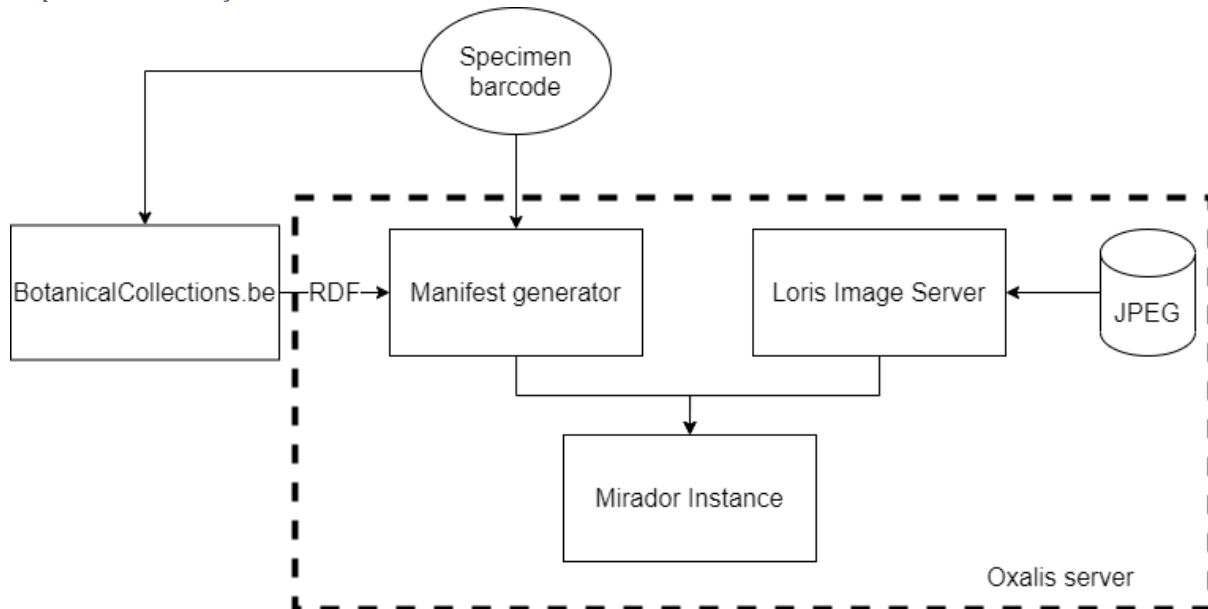 Specimen
barcode
BotanicalCollections.be
RDF
Manifest generator
Loris Image Server
JPEG
Mirador Instance
Oxalis server